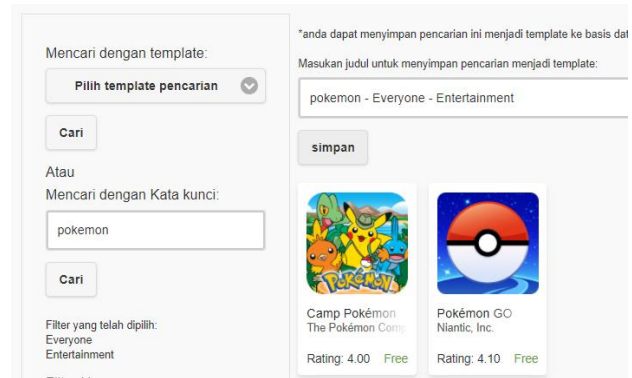 Mencari dengan template:
Pilih template pencarian
Cari
Atau
Mencari dengan Kata kunci:
pokemon
Cari
Filter yang telah dipilih:
Everyone
Entertainment
*anda dapat menyimpan pencarian ini menjadi template ke basis dat
Masukan judul untuk menyimpan pencarian menjadi template:
pokemon - Everyone - Entertainment
simpan
POKéMON
Camp Pokémon
The Pokémon Com
Rating: 4.00 Free
Pokémon GO
Niantic, Inc.
Rating: 4.10 Free